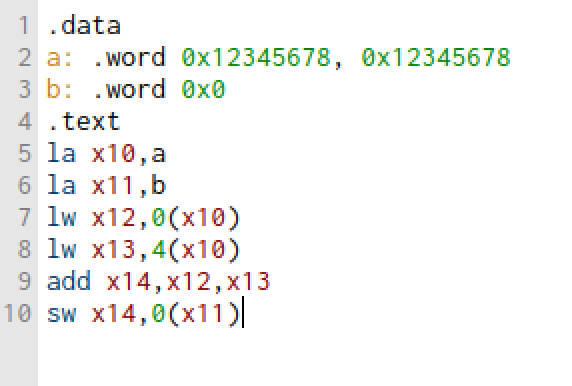 1 .data
2 a: .word 0x12345678, 0x12345678
3 b: .word 0x0
4 .text
5 la x10,a
6 la x11,b
7 lw x12,0(x10)
8 lw x13,4(x10)
9 add x14,x12,x13
10 sw x14,0(x11)